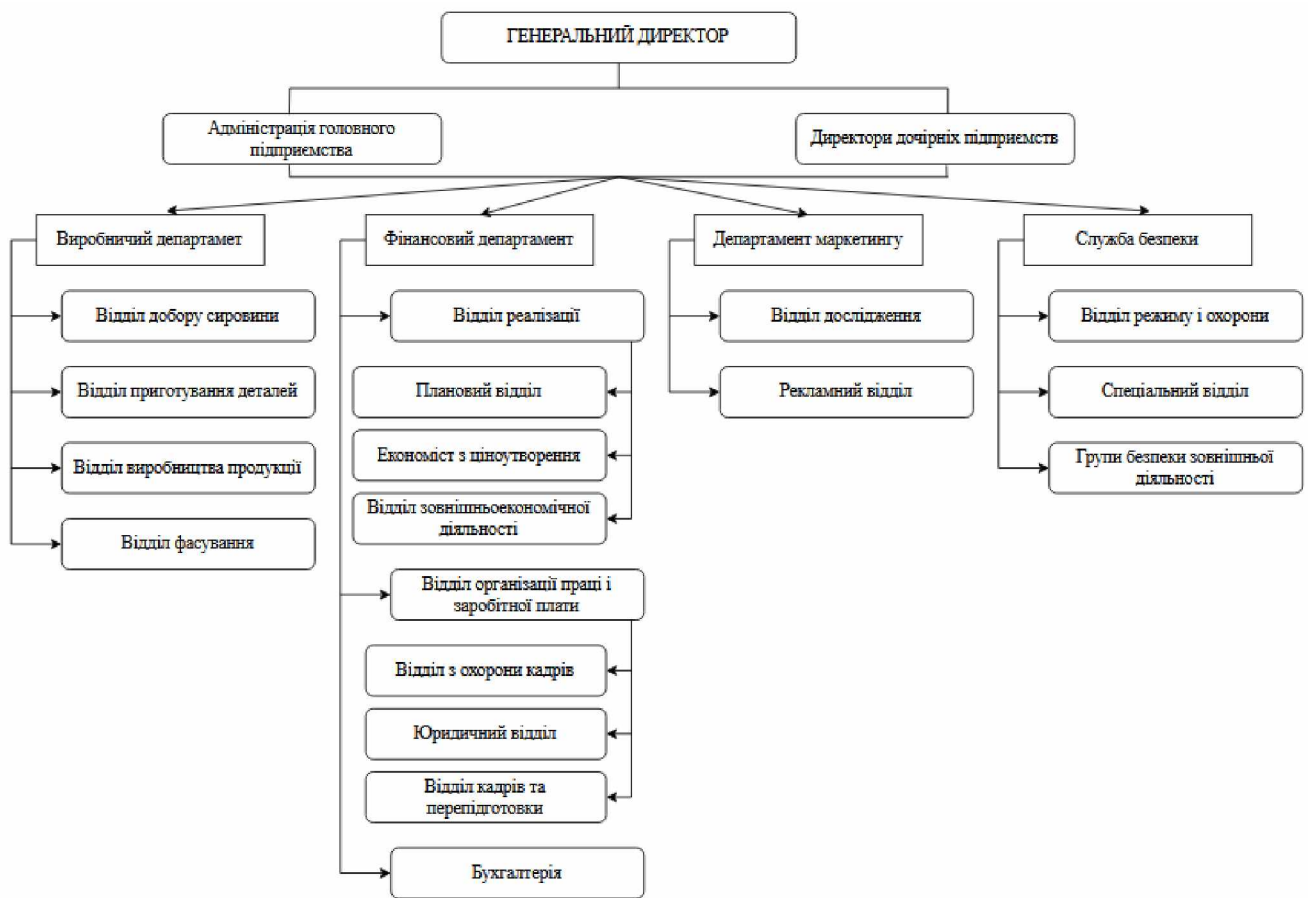 ГЕНЕРАЛЬНИЙ ДИРЕКТОР
Адміністрація головного
підприємства
Директори дочірніх підприємств
Виробничий департамет
Відділ добору сировини
Відділ приготування деталей
Відділ виробництва продукції
Відділ фасування
Фінансовий департамент
Відділ реалізації
Плановий відділ
Економіст з ціноутворення
Відділ зовнішньоекономічної
діяльності
Відділ організації праці і
заробітної плати
Відділ з охорони кадрів
Юридичний відділ
Відділ кадрів та
перепідготовки
Бухгалтерія
Департамент маркетингу
Відділ дослідження
Рекламний відділ
Служба безпеки
Відділ режиму і охорони
Спеціальний відділ
Групи безпеки зовнішньої
діяльності